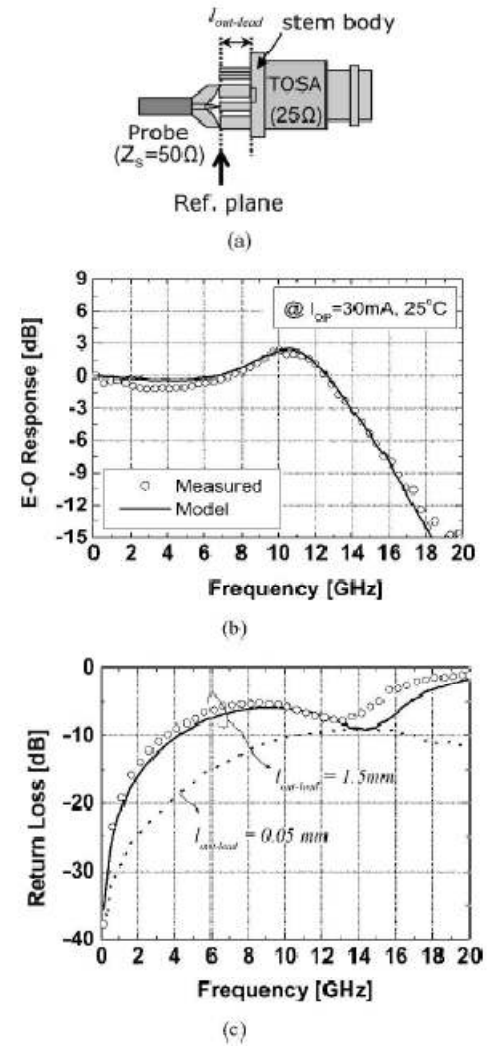 (a)
l_out-lead
stem body
TOSA
(25Ω)
Probe
(Z_S=50Ω)
Ref. plane
(a)
E-O Response [dB]
9
6
3
0
-3
-6
-9
-12
-15
@ I_OP=30mA, 25°C
Measured
Model
0 2 4 6 8 10 12 14 16 18 20
Frequency [GHz]
(b)
Return Loss [dB]
0
-10
-20
-30
-40
l_out-lead = 1.5mm
l_out-lead = 0.05 mm
0 2 4 6 8 10 12 14 16 18 20
Frequency [GHz]
(c)